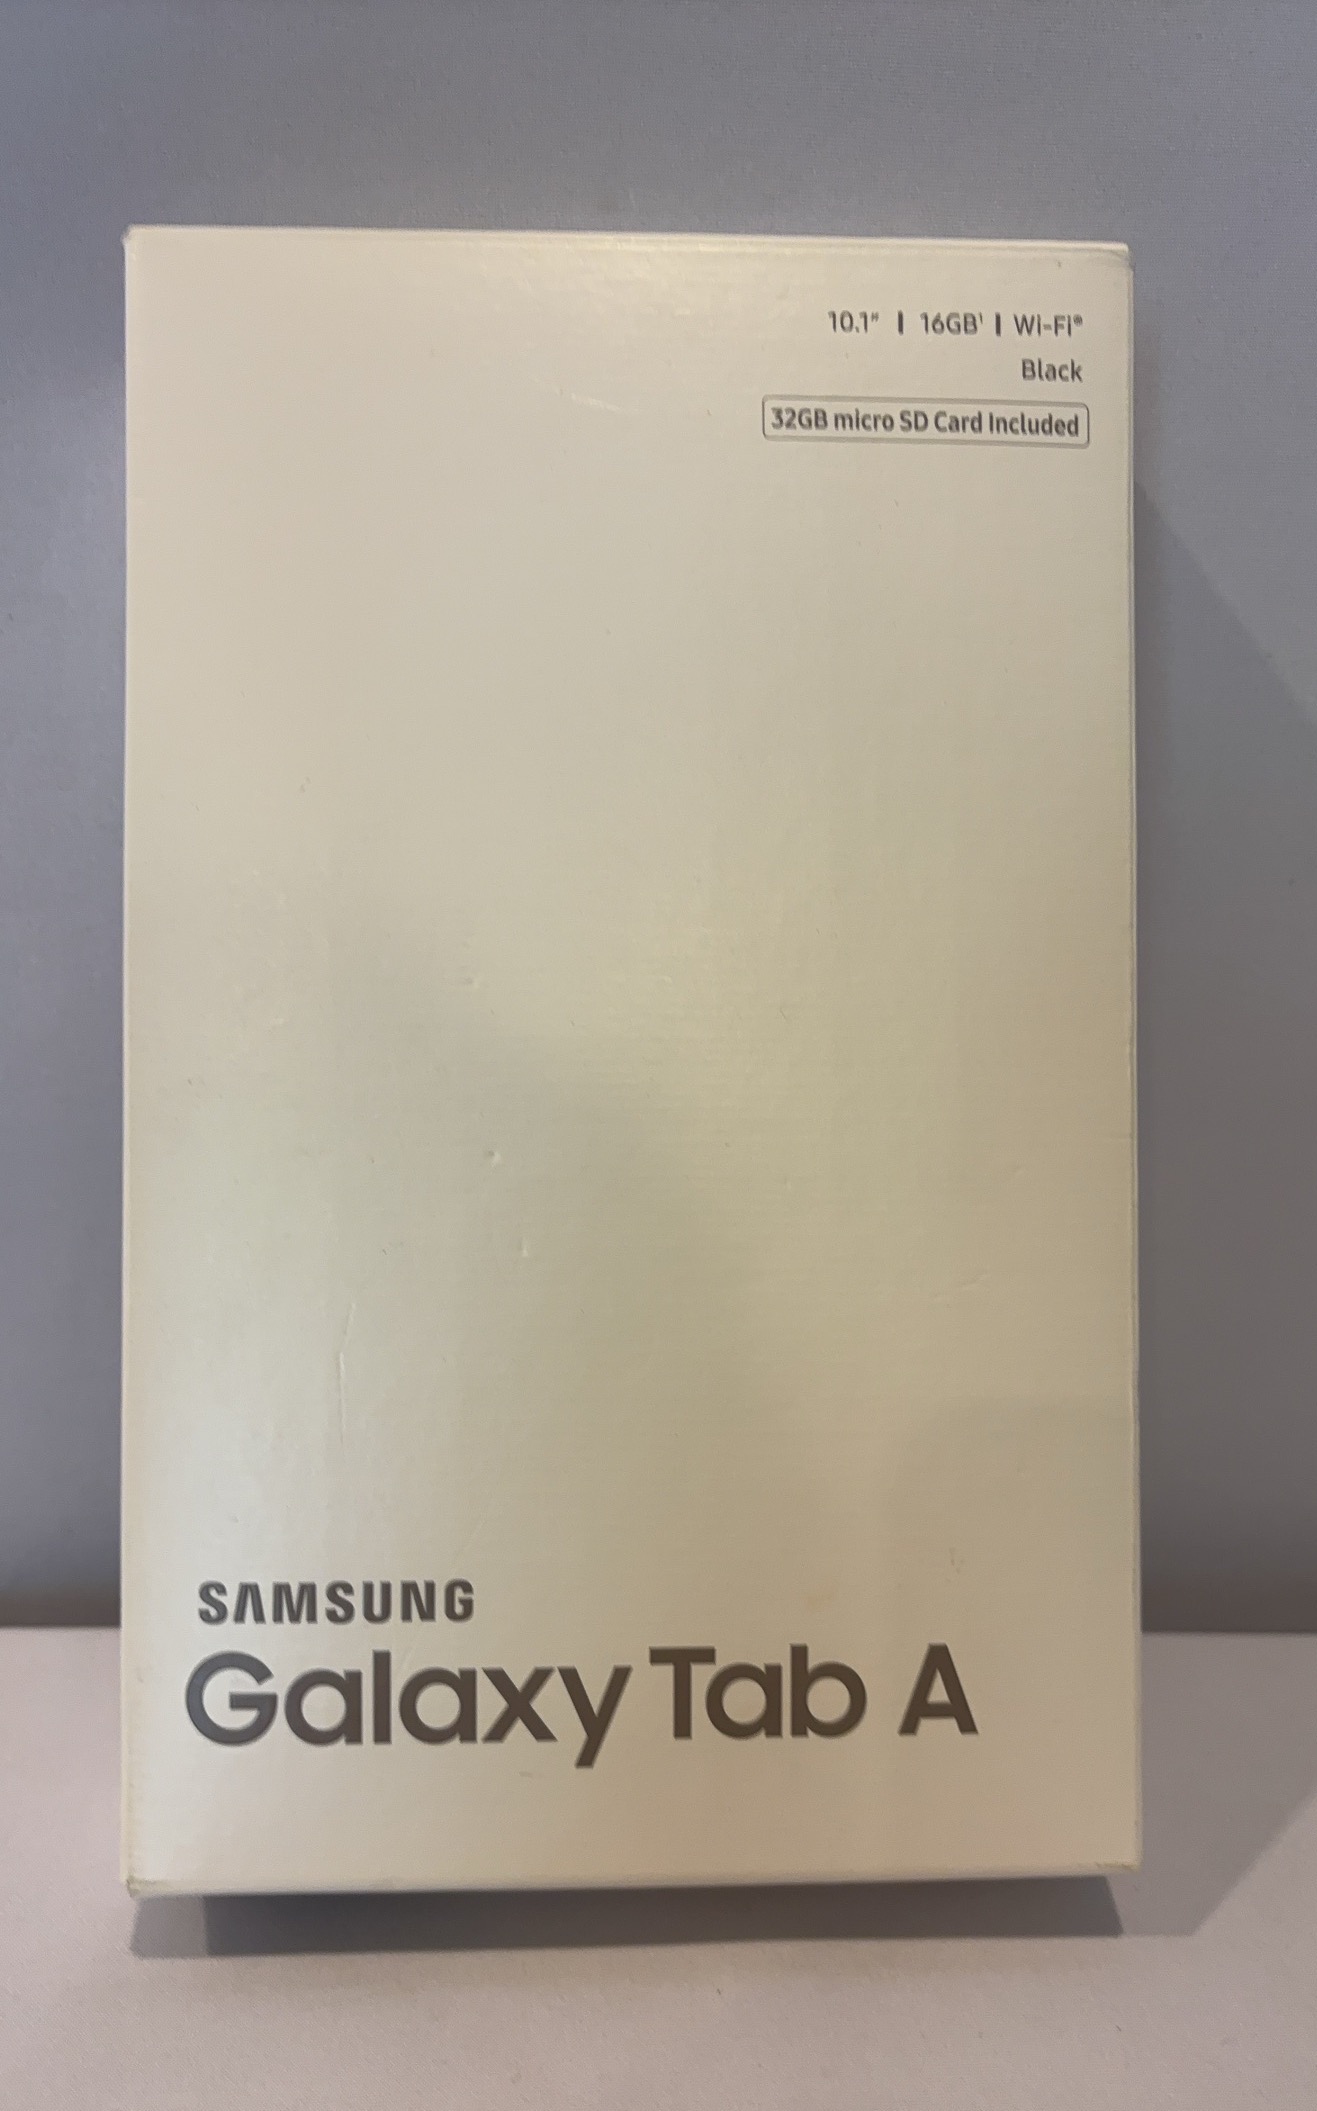 10.1" | 16GB¹ | Wi-Fi®
Black
32GB micro SD Card Included
SAMSUNG
Galaxy Tab A